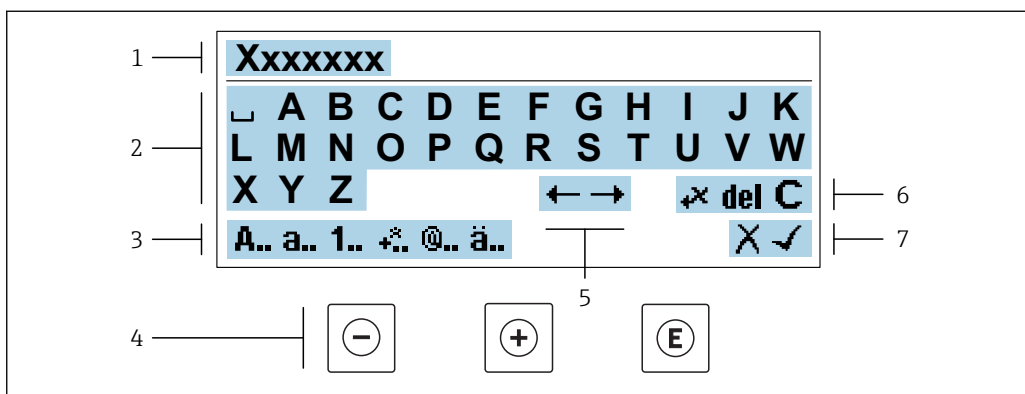 1 Xxxxxxx
␣ A B C D E F G H I J K
2 L M N O P Q R S T U V W
X Y Z ← → +× del C 6
3 A.. a.. 1.. +×.. @.. ä.. X ✓ 7
5
4 − + E